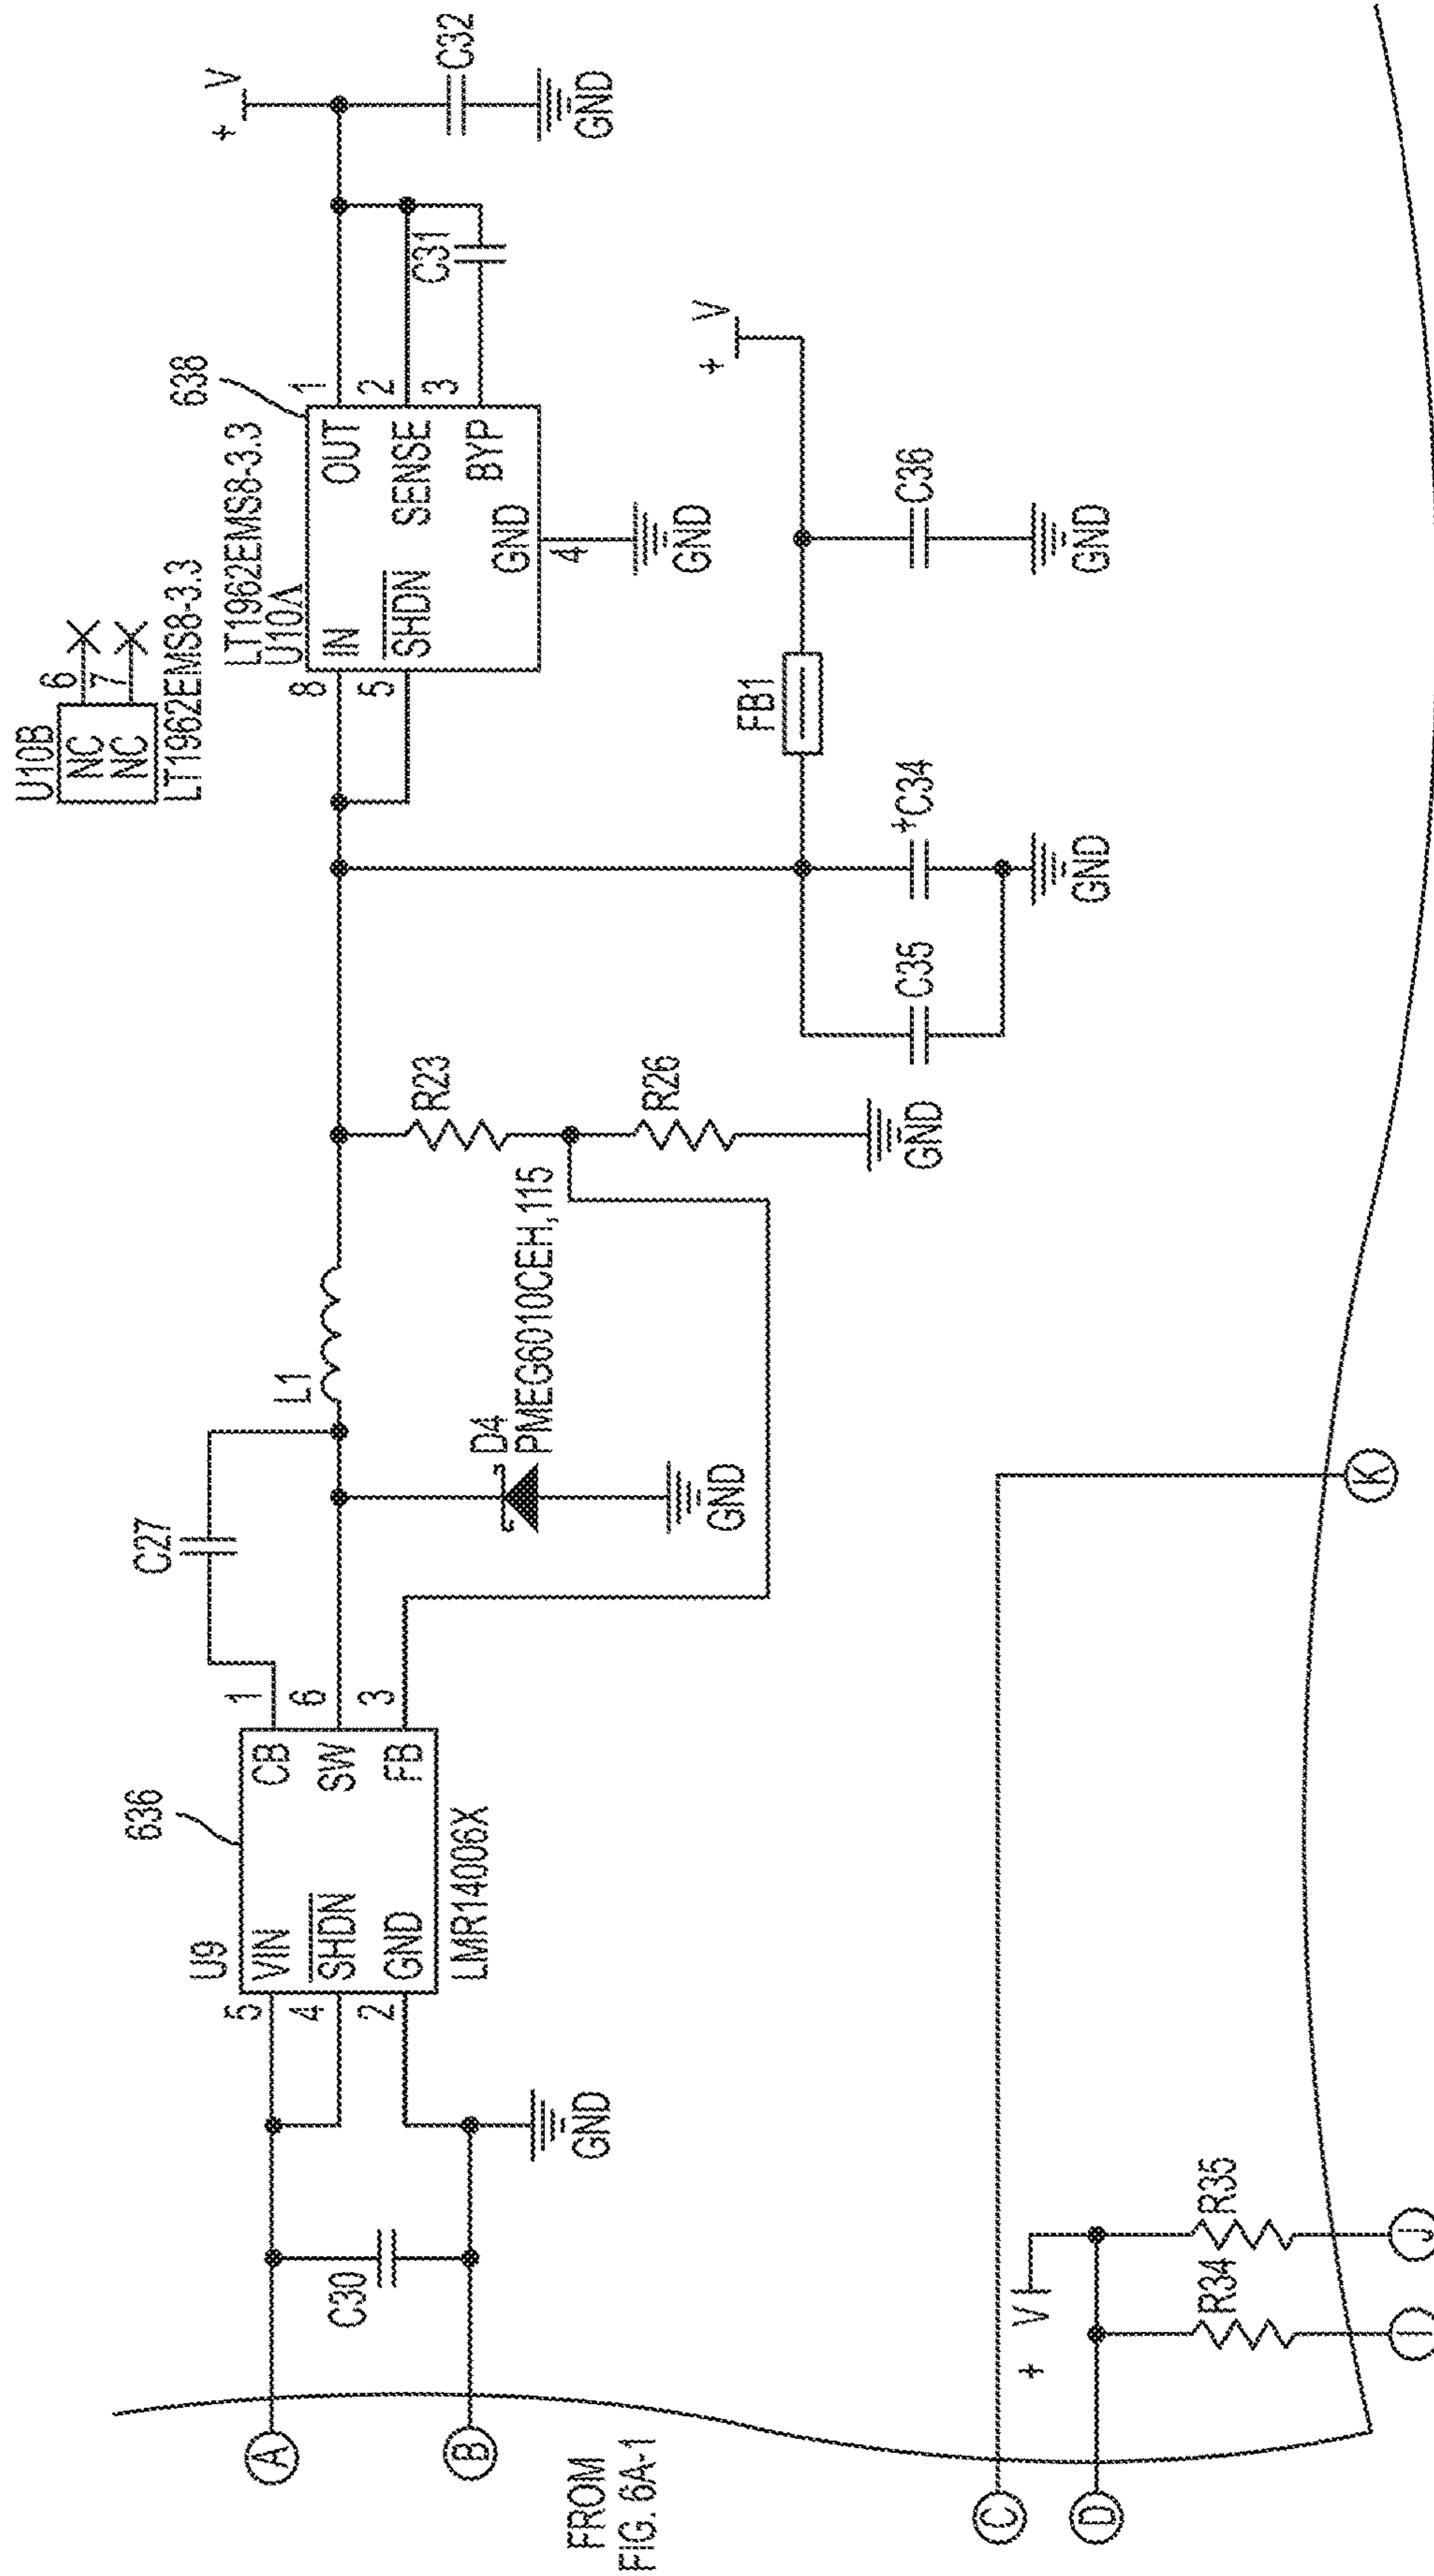 U10B
NC 6
NC 7
LT1962EMS8-3.3
+ V
638
LT1962EMS8-3.3
U10A
8 IN
OUT 1
5 SHDN
SENSE 2
BYP 3
GND
4
GND
C31
C32
GND
636
U9
5 VIN
CB 1
4 SHDN
SW 6
2 GND
FB 3
LMR14006X
C27
L1
D4
PMEG6010CEH,115
GND
R23
R26
GND
C30
GND
A
B
FROM
FIG. 6A-1
FB1
+ V
C35
+C34
GND
C36
GND
C
D
+ V
R34
R35
I
J
K